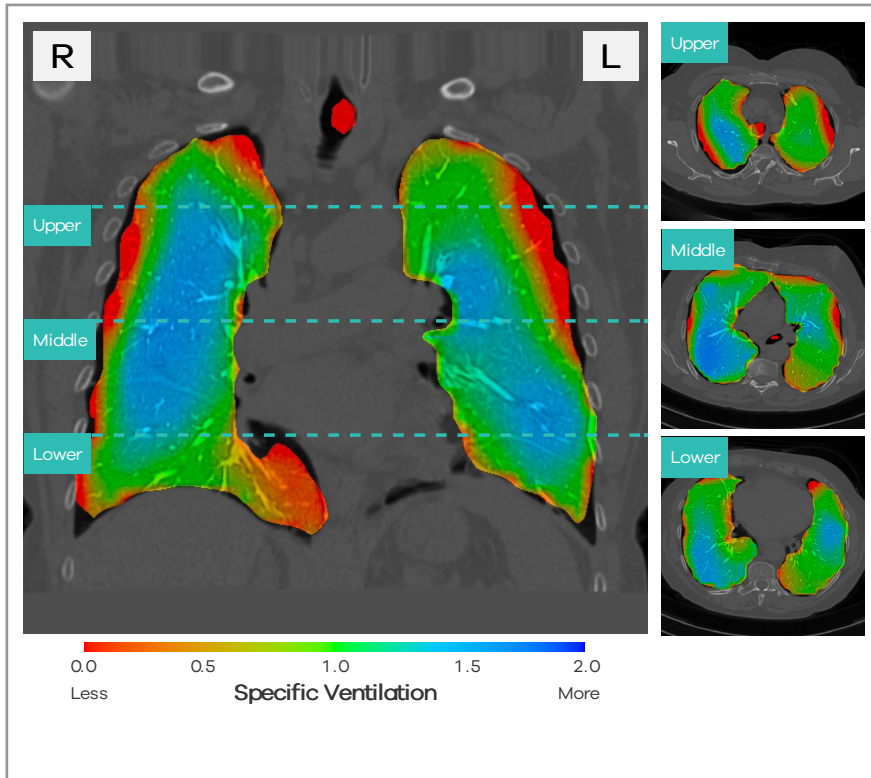 R
L
Upper
Middle
Lower
Upper
Middle
Lower
0.0 0.5 1.0 1.5 2.0
Less Specific Ventilation More